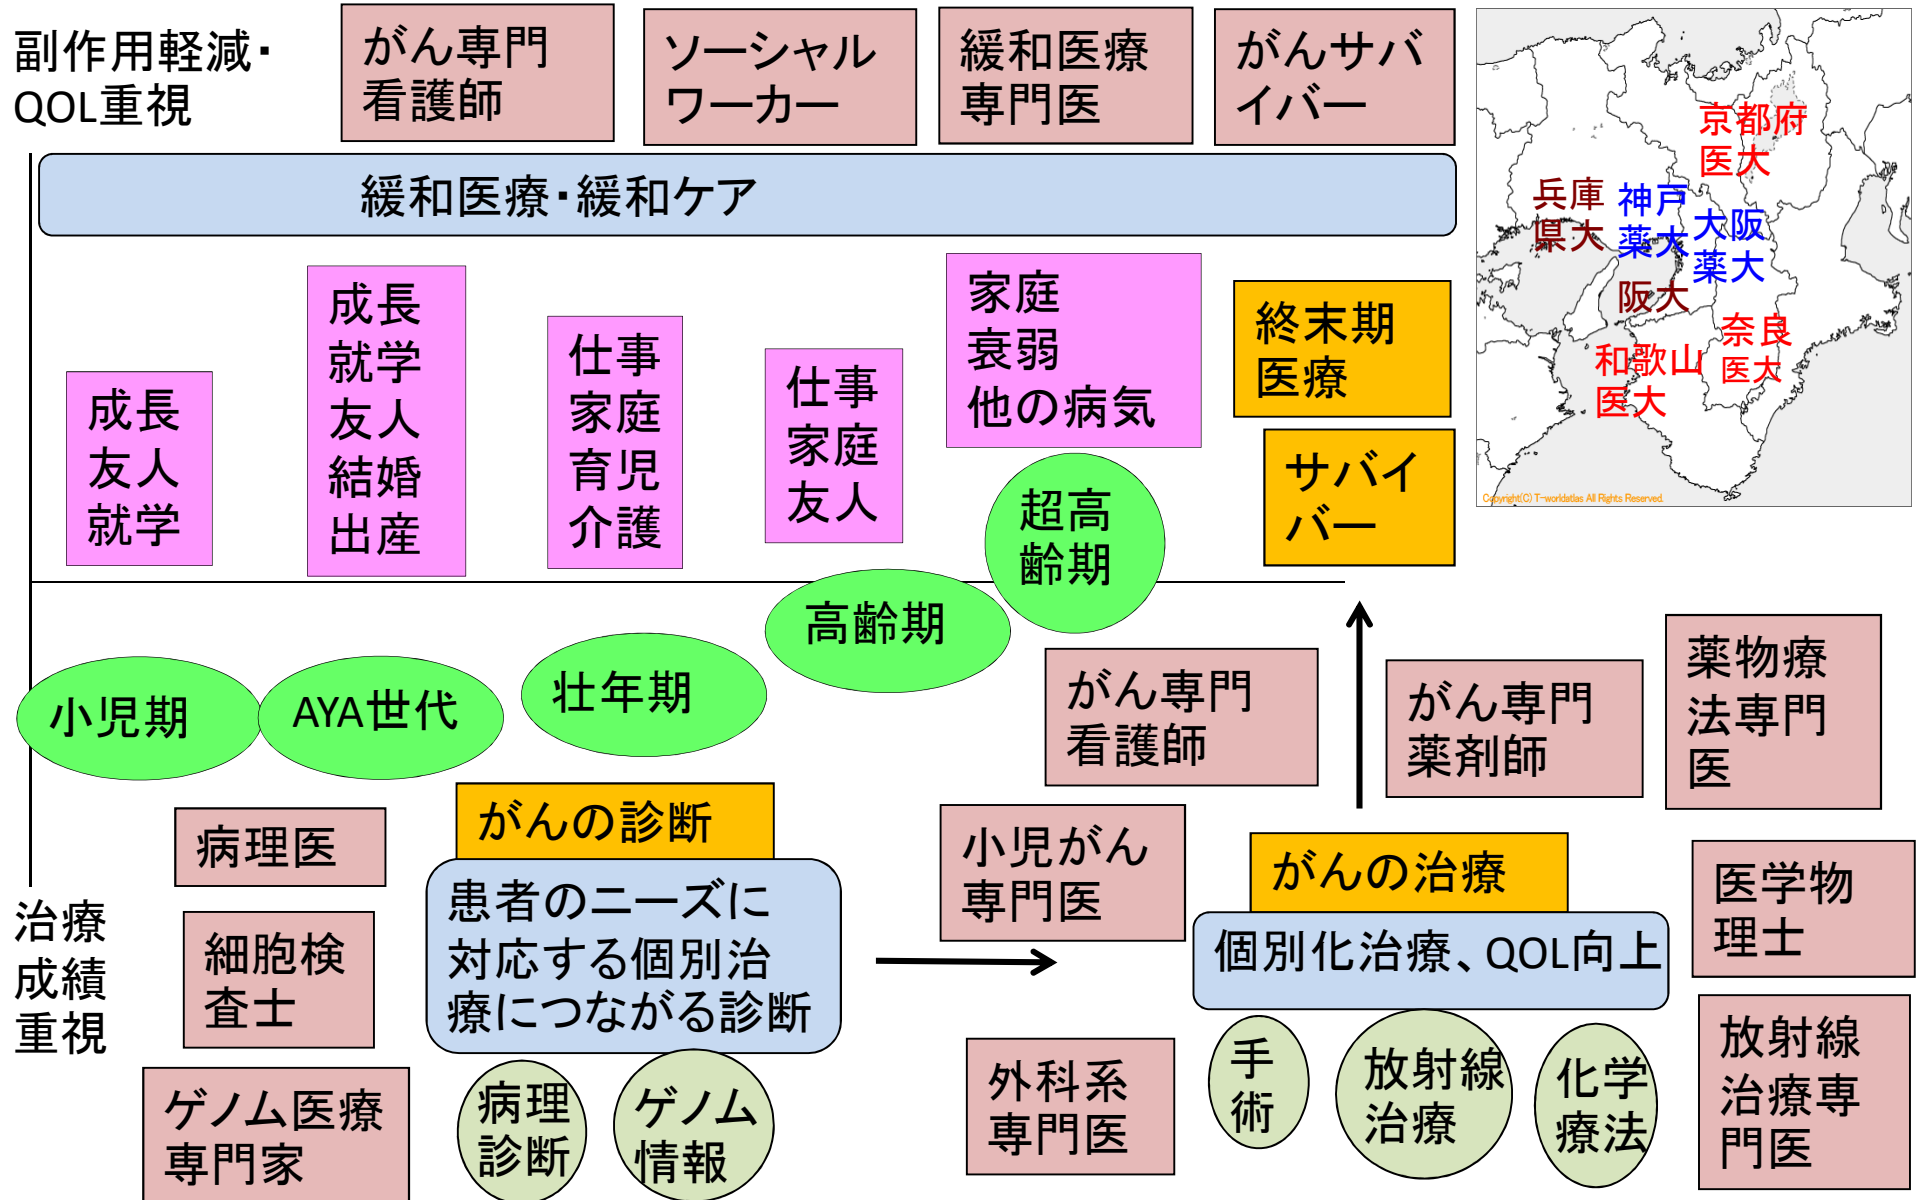 副作用軽減・
QOL重視
がん専門
看護師
ソーシャル
ワーカー
緩和医療
専門医
がんサバ
イバー
緩和医療・緩和ケア
京都府
医大
兵庫
県大
神戸
薬大
大阪
薬大
阪大
奈良
医大
和歌山
医大
Copyright(C) T-worldatlas All Rights Reserved.
成長
友人
就学
成長
就学
友人
結婚
出産
仕事
家庭
育児
介護
仕事
家庭
友人
家庭
衰弱
他の病気
終末期
医療
サバイ
バー
小児期
AYA世代
壮年期
高齢期
超高
齢期
がん専門
看護師
がん専門
薬剤師
薬物療
法専門
医
病理医
がんの診断
小児がん
専門医
がんの治療
医学物
理士
治療
成績
重視
細胞検
査士
患者のニーズに
対応する個別治
療につながる診断
個別化治療、QOL向上
ゲノム医療
専門家
病理
診断
ゲノム
情報
外科系
専門医
手
術
放射線
治療
化学
療法
放射線
治療専
門医